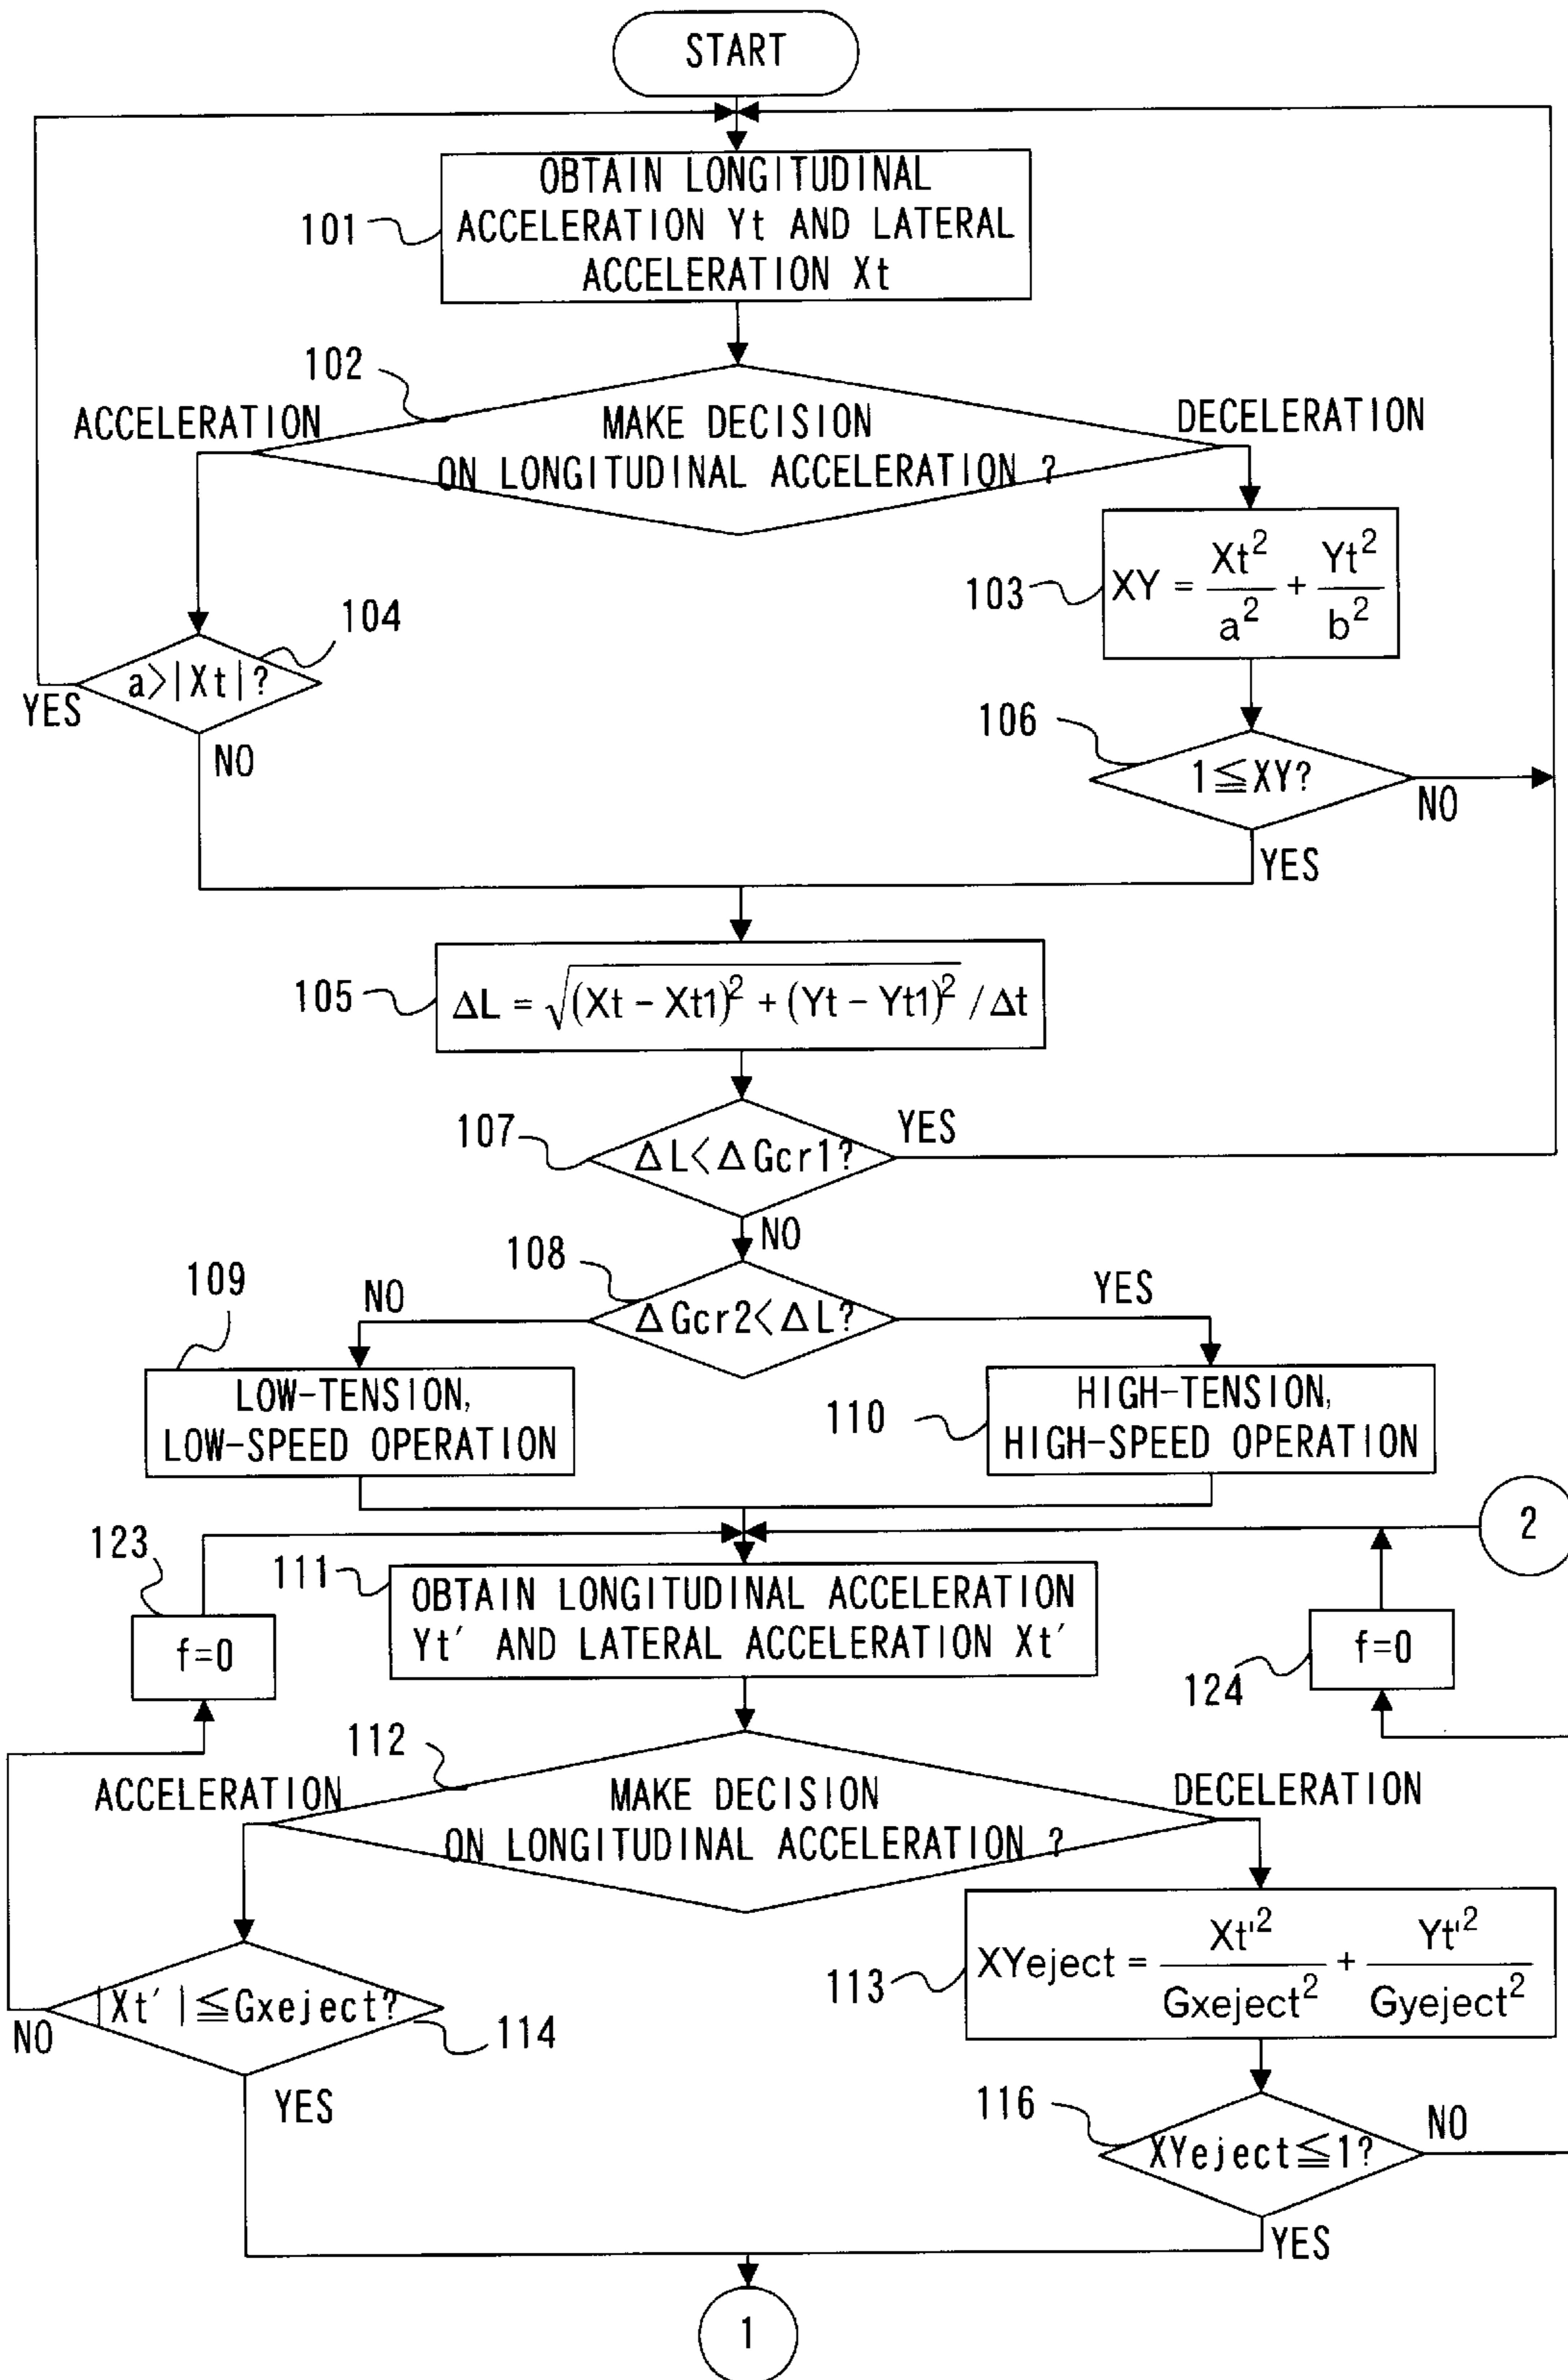 START
OBTAIN LONGITUDINAL
ACCELERATION Yt AND LATERAL
ACCELERATION Xt
101
102
ACCELERATION
MAKE DECISION
ON LONGITUDINAL ACCELERATION ?
DECELERATION
103
XY = Xt²/a² + Yt²/b²
104
a>|Xt|?
YES
NO
106
1≦XY?
NO
YES
105
ΔL = √(Xt − Xt1)² + (Yt − Yt1)² / Δt
107
ΔL<ΔGcr1?
YES
NO
108
ΔGcr2<ΔL?
NO
YES
109
LOW-TENSION,
LOW-SPEED OPERATION
110
HIGH-TENSION,
HIGH-SPEED OPERATION
2
123
f=0
111
OBTAIN LONGITUDINAL ACCELERATION
Yt′ AND LATERAL ACCELERATION Xt′
124
f=0
112
ACCELERATION
MAKE DECISION
ON LONGITUDINAL ACCELERATION ?
DECELERATION
113
XYeject = Xt'²/Gxeject² + Yt'²/Gyeject²
|Xt′|≦Gxeject?
114
NO
YES
116
XYeject≦1?
NO
YES
1